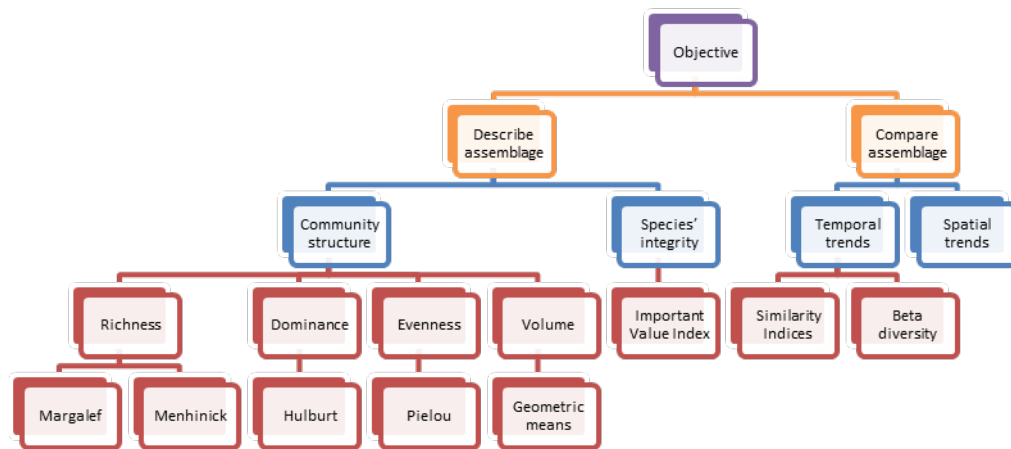 Objective
Describe
assemblage
Compare
assemblage
Community
structure
Species'
integrity
Temporal
trends
Spatial
trends
Richness
Dominance
Evenness
Volume
Important
Value Index
Similarity
Indices
Beta
diversity
Margalef
Menhinick
Hulburt
Pielou
Geometric
means